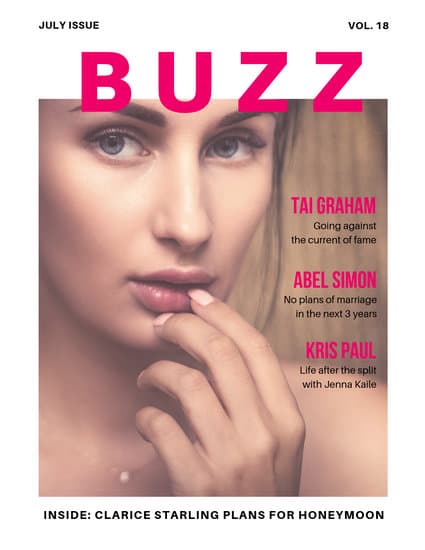 JULY ISSUE
VOL. 18
BUZZ
TAI GRAHAM
Going against
the current of fame
ABEL SIMON
No plans of marriage
in the next 3 years
KRIS PAUL
Life after the split
with Jenna Kaile
INSIDE: CLARICE STARLING PLANS FOR HONEYMOON